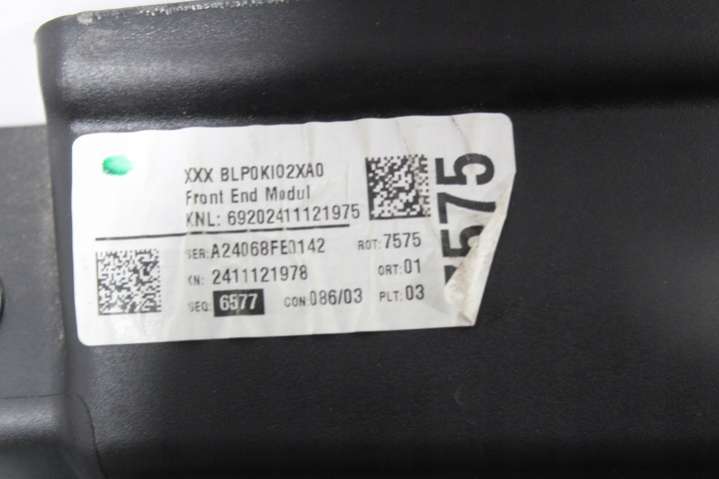 XXX BLP0KI02XA0
Front End Modul
KNL: 69202411121975
SER: A24068FE0142 ROT: 7575
KN: 2411121978 ORT: 01
SEQ: 6577 CON: 086/03 PLT: 03